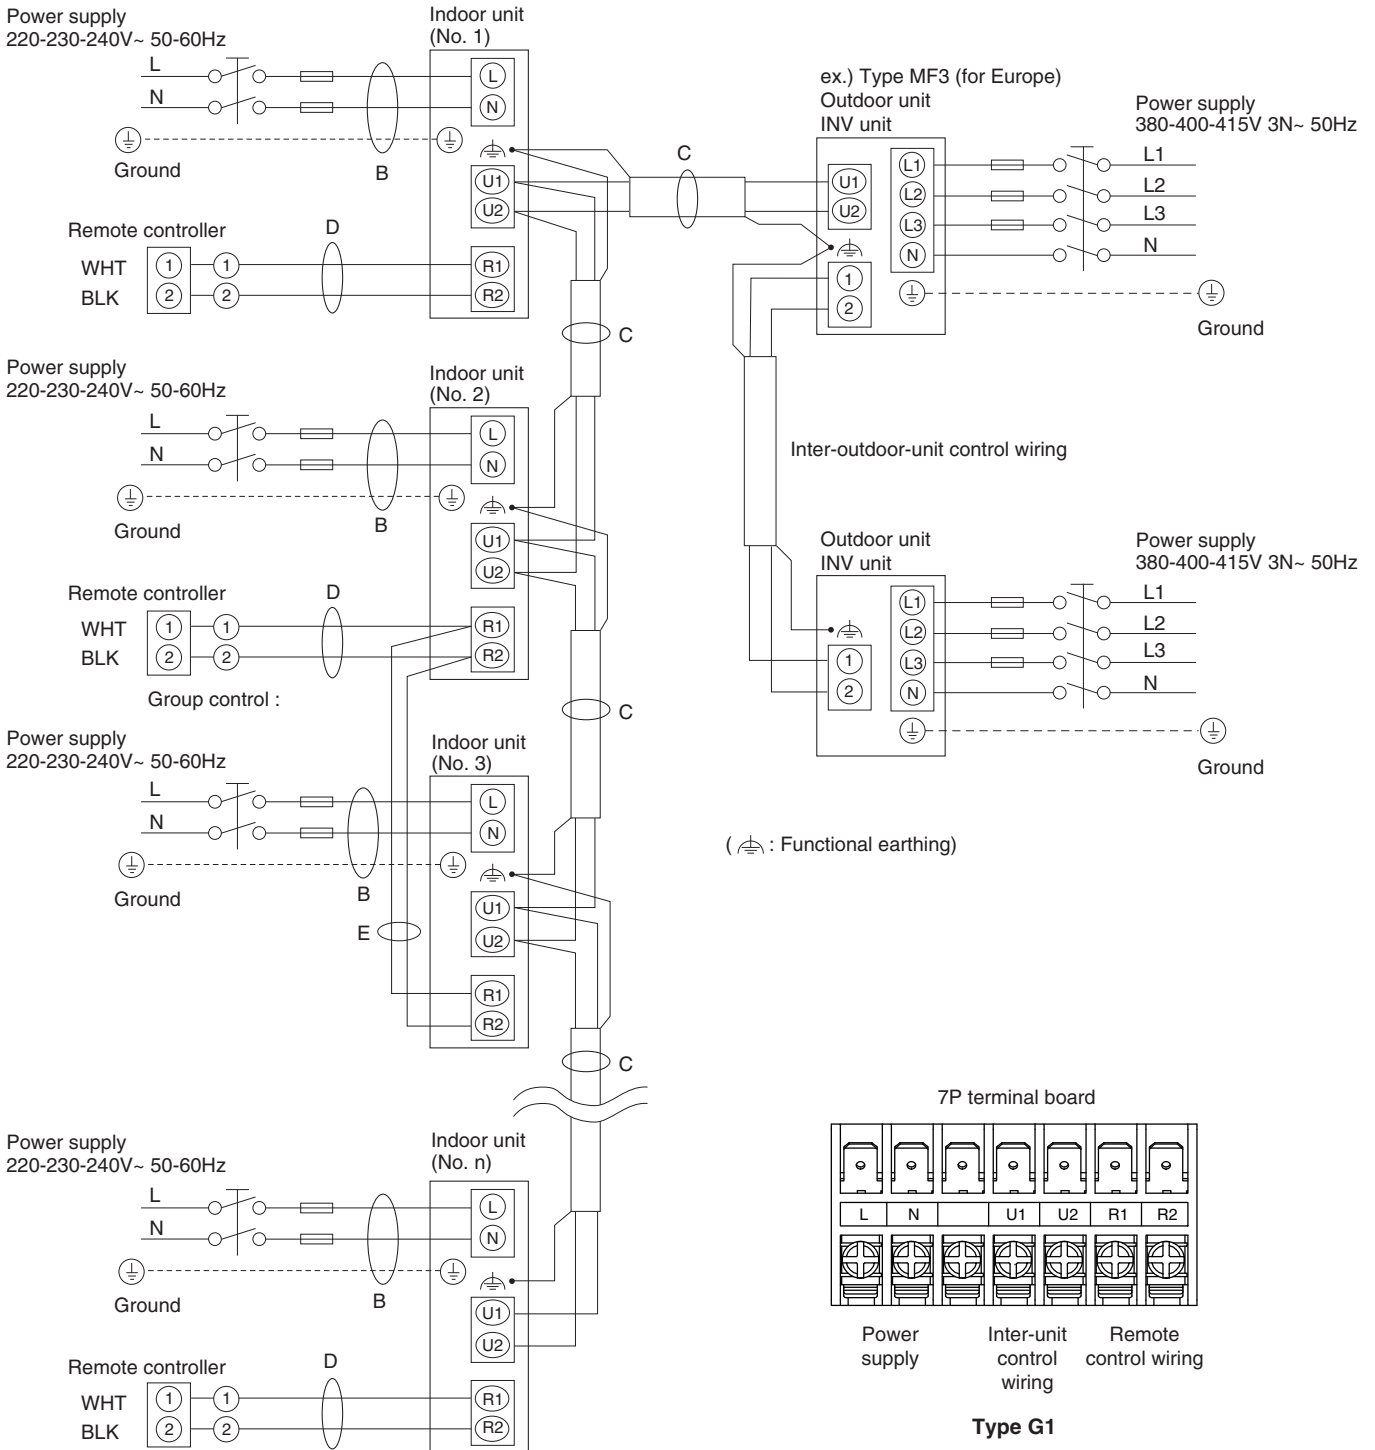 Power supply
220-230-240V~ 50-60Hz
L
N
Ground
B
Indoor unit
(No. 1)
L
N
U1
U2
R1
R2
Remote controller
WHT 1 1
BLK 2 2
D
C
C
ex.) Type MF3 (for Europe)
Outdoor unit
INV unit
U1
U2
1
2
L1
L2
L3
N
Power supply
380-400-415V 3N~ 50Hz
L1
L2
L3
N
Ground
Power supply
220-230-240V~ 50-60Hz
L
N
Ground
B
Indoor unit
(No. 2)
L
N
U1
U2
R1
R2
Remote controller
WHT 1 1
BLK 2 2
D
Group control :
C
Inter-outdoor-unit control wiring
Outdoor unit
INV unit
1
2
L1
L2
L3
N
Power supply
380-400-415V 3N~ 50Hz
L1
L2
L3
N
Ground
Power supply
220-230-240V~ 50-60Hz
L
N
Ground
B
E
Indoor unit
(No. 3)
L
N
U1
U2
R1
R2
C
( : Functional earthing)
Power supply
220-230-240V~ 50-60Hz
L
N
Ground
B
Indoor unit
(No. n)
L
N
U1
U2
R1
R2
Remote controller
WHT 1 1
BLK 2 2
D
7P terminal board
L N U1 U2 R1 R2
Power
supply
Inter-unit
control
wiring
Remote
control wiring
Type G1